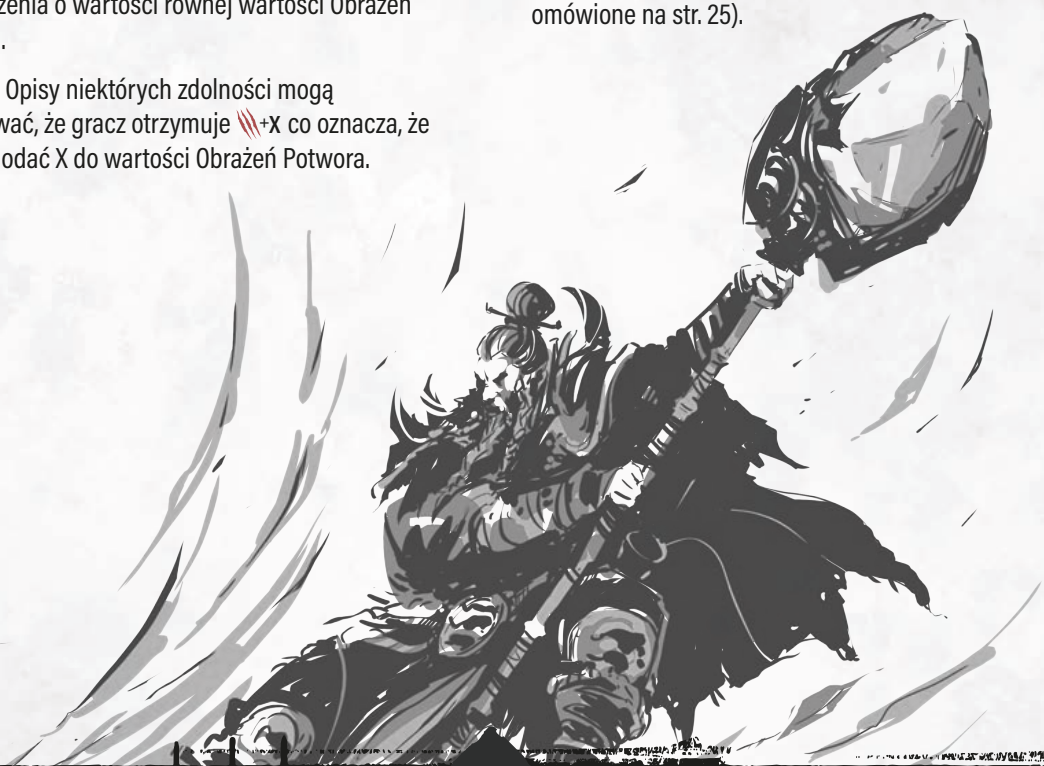 zenia o wartości równej wartości Obrażeń
.
Opisy niektórych zdolności mogą
wać, że gracz otrzymuje +X co oznacza, że
odać X do wartości Obrażeń Potwora.
omówione na str. 25).